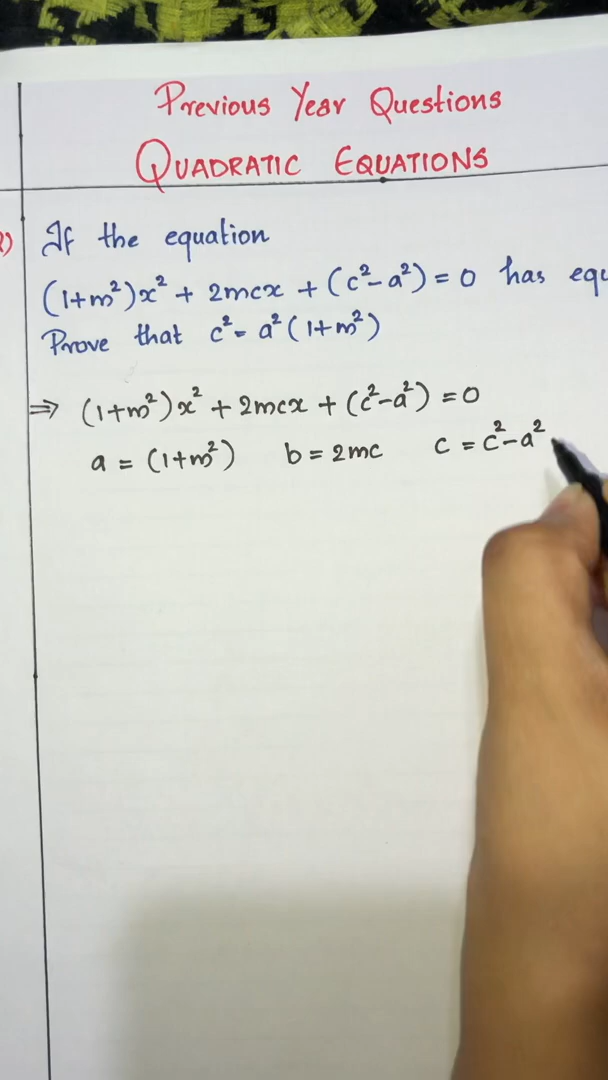 Previous Year Questions
QUADRATIC EQUATIONS
If the equation
(1+m²)x² + 2mcx + (c²-a²) = 0 has
Prove that c² = a²(1+m²)
⇒ (1+m²)x² + 2mcx + (c²-a²) = 0
a = (1+m²) b = 2mc c = c²-a²